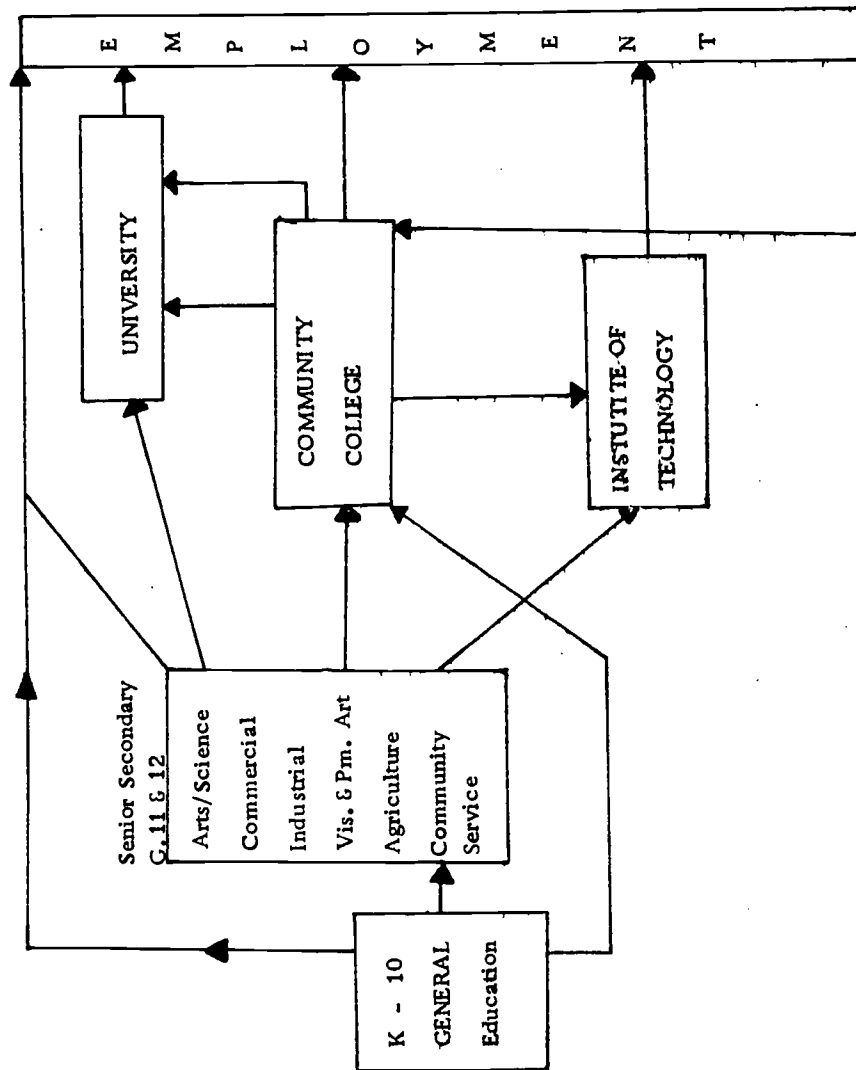 K - 10
GENERAL
Education
Senior Secondary
G.11 & 12
Arts/Science
Commercial
Industrial
Vis. & Pm. Art
Agriculture
Community
Service
UNIVERSITY
COMMUNITY
COLLEGE
INSTUTITE OF
TECHNOLOGY
E M P L O Y M E N T